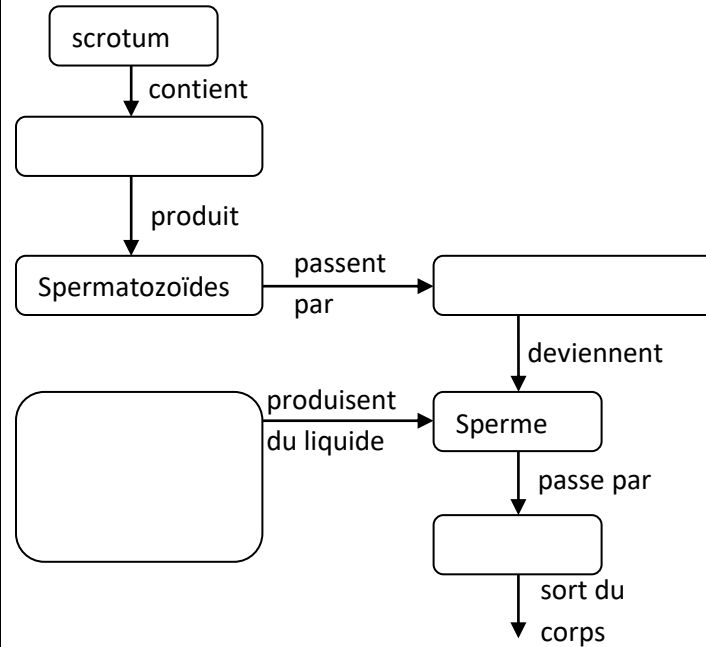 scrotum
contient
produit
Spermatozoïdes
passent
par
deviennent
produisent
du liquide
Sperme
passe par
sort du
corps